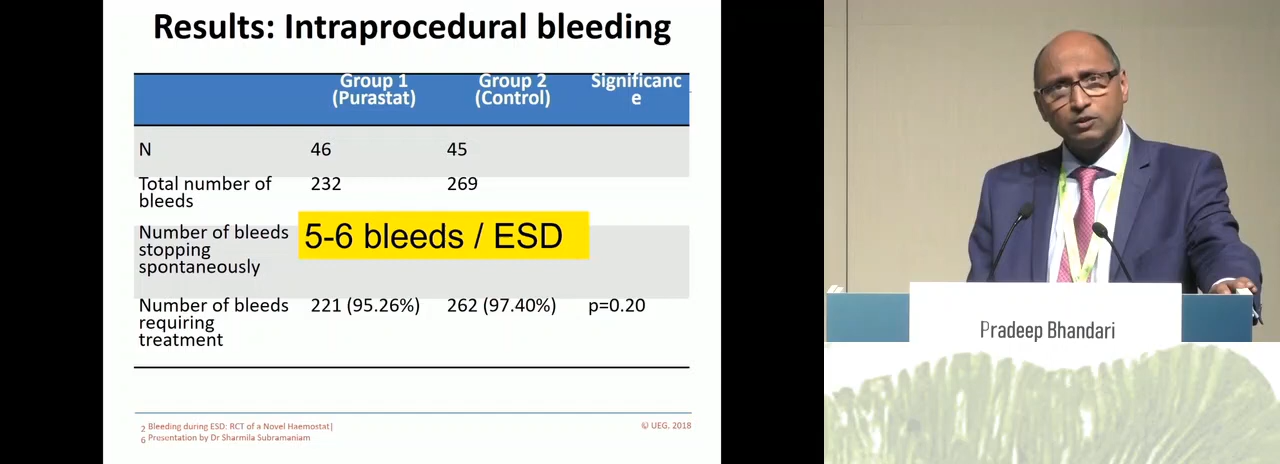 Results: Intraprocedural bleeding
Group 1 (Purastat)
Group 2 (Control)
Significanc
e
N 46 45
Total number of bleeds 232 269
Number of bleeds stopping spontaneously
5-6 bleeds / ESD
Number of bleeds requiring treatment 221 (95.26%) 262 (97.40%) p=0.20
2 Bleeding during ESD: RCT of a Novel Haemostat|
6 Presentation by Dr Sharmila Subramaniam
© UEG. 2018
Pradeep Bhandari